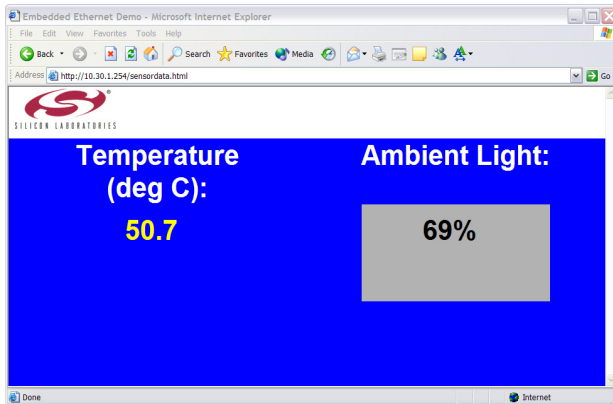 Embedded Ethernet Demo - Microsoft Internet Explorer
File Edit View Favorites Tools Help
Back Search Favorites Media
Address http://10.30.1.254/sensordata.html Go
SILICON LABORATORIES
Temperature Ambient Light:
(deg C):
50.7 69%
Done Internet